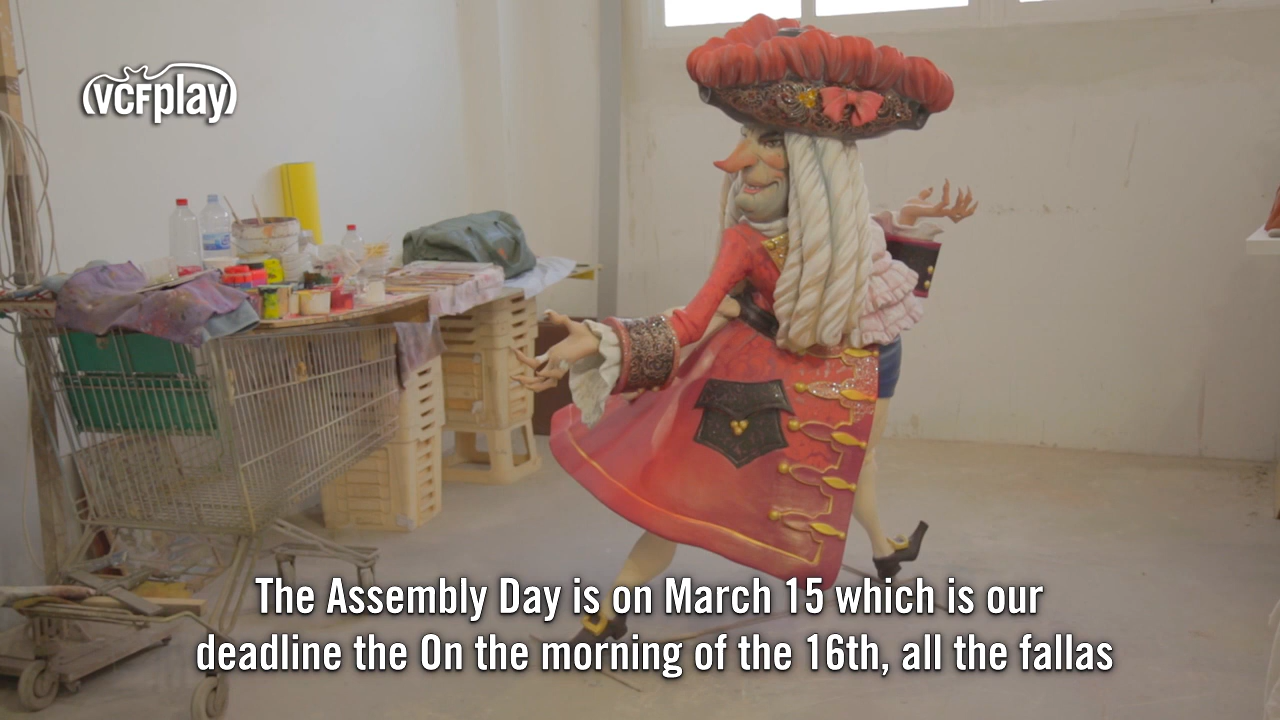 vcfplay
The Assembly Day is on March 15 which is our
deadline the On the morning of the 16th, all the fallas